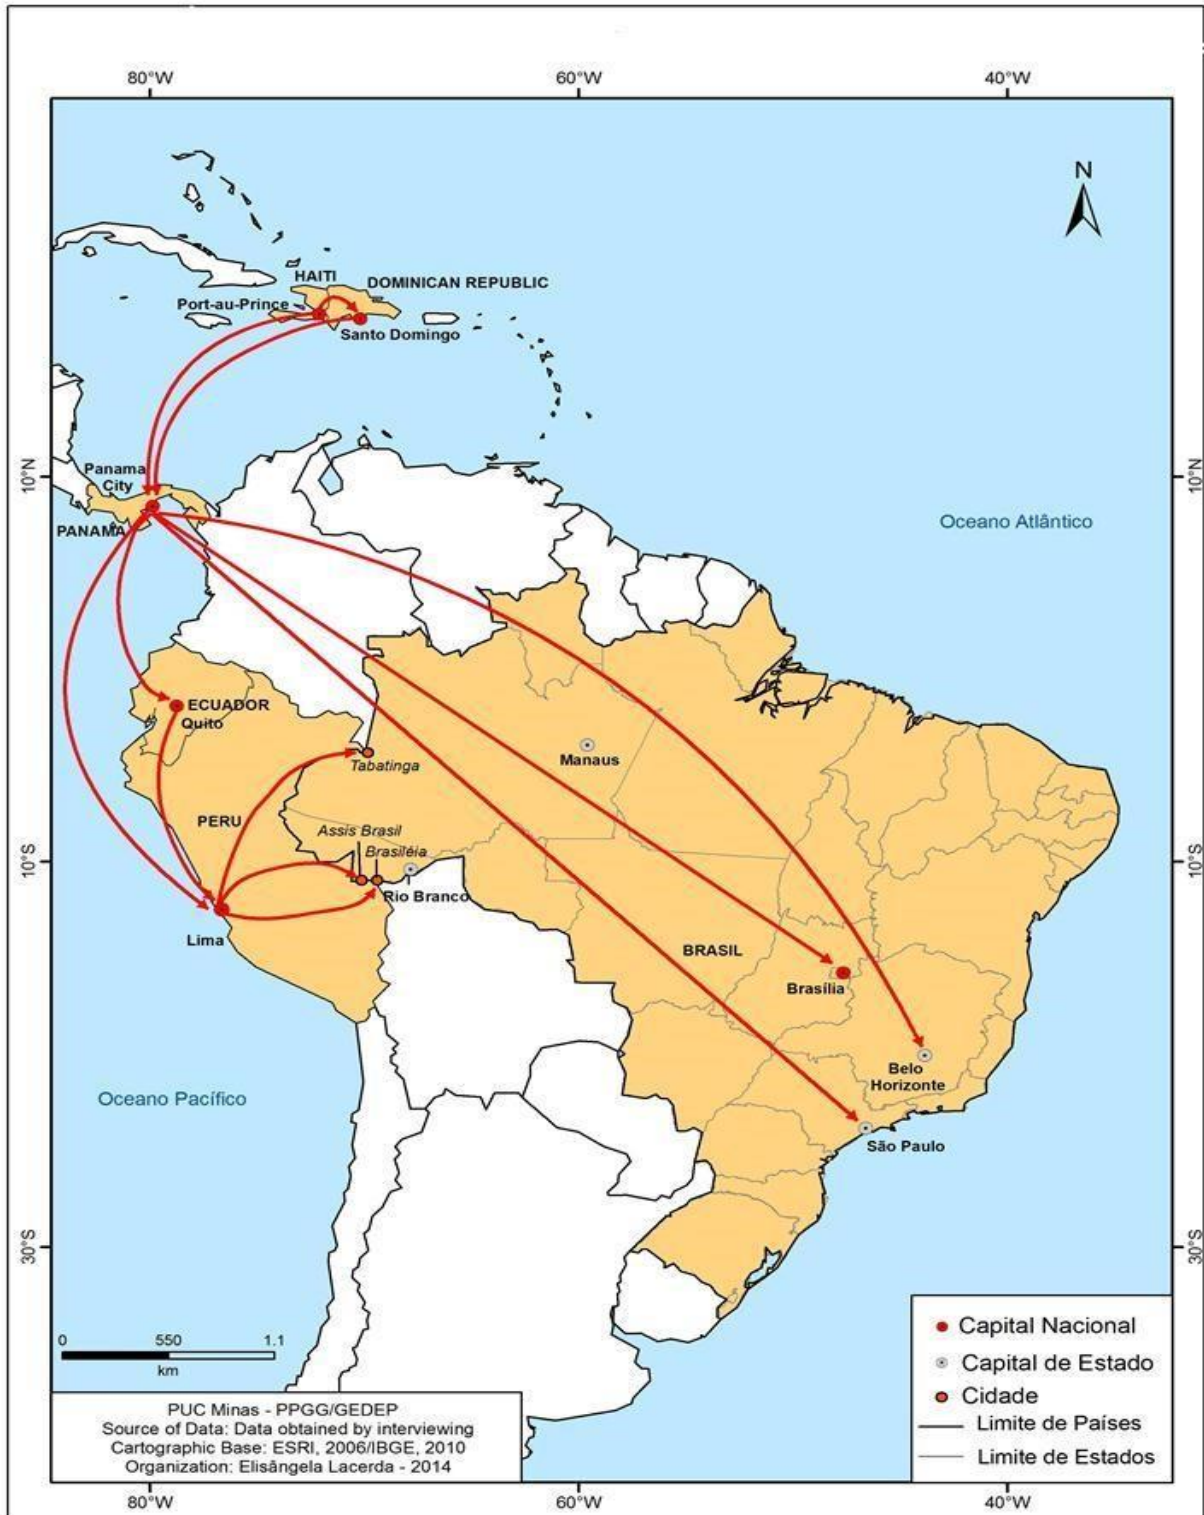 80°W
60°W
40°W
N
HAITI
DOMINICAN REPUBLIC
Port-au-Prince
Santo Domingo
10°N
10°N
Panama
City
PANAMA
Oceano Atlântico
ECUADOR
Quito
Manaus
Tabatinga
PERU
Assis Brasil
Brasiléia
10°S
10°S
Rio Branco
Lima
BRASIL
Brasília
Belo
Horizonte
Oceano Pacífico
São Paulo
30°S
30°S
0
550
1.1
km
Capital Nacional
Capital de Estado
Cidade
Limite de Países
Limite de Estados
PUC Minas - PPGG/GEDEP
Source of Data: Data obtained by interviewing
Cartographic Base: ESRI, 2006/IBGE, 2010
Organization: Elisângela Lacerda - 2014
80°W
60°W
40°W